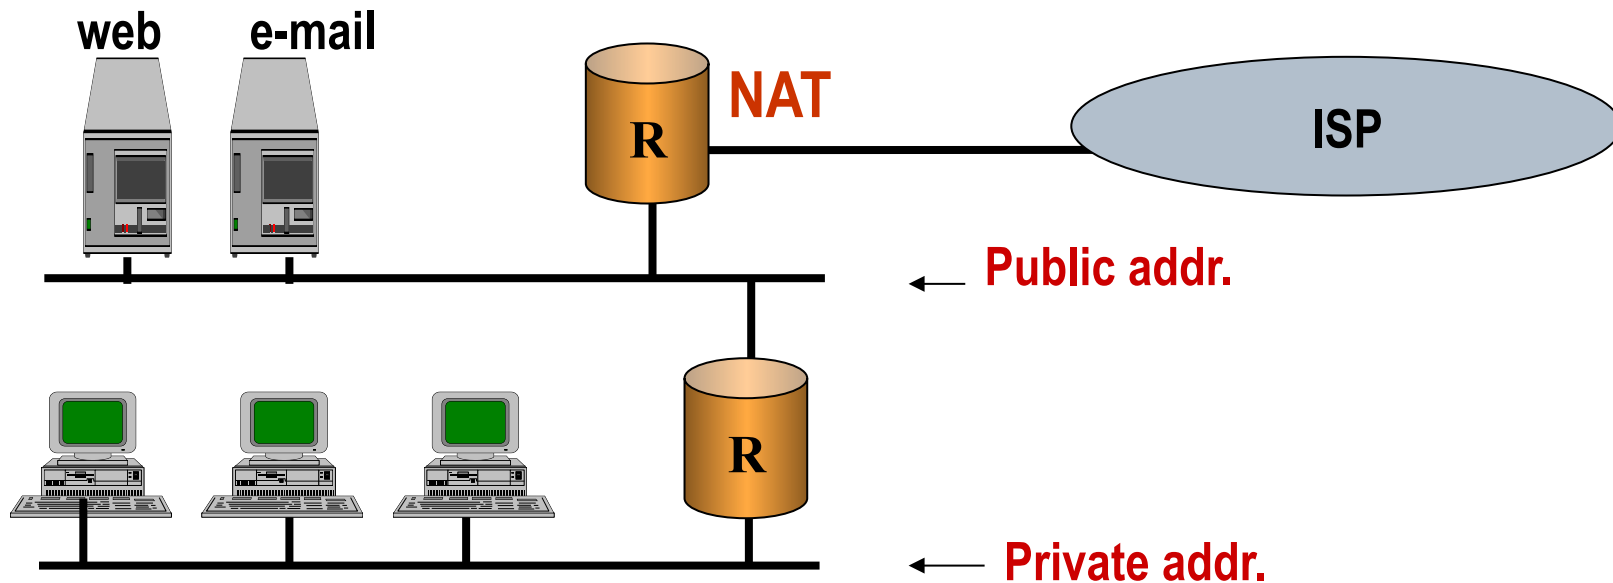 web
e-mail
NAT
R
ISP
Public addr.
R
Private addr.